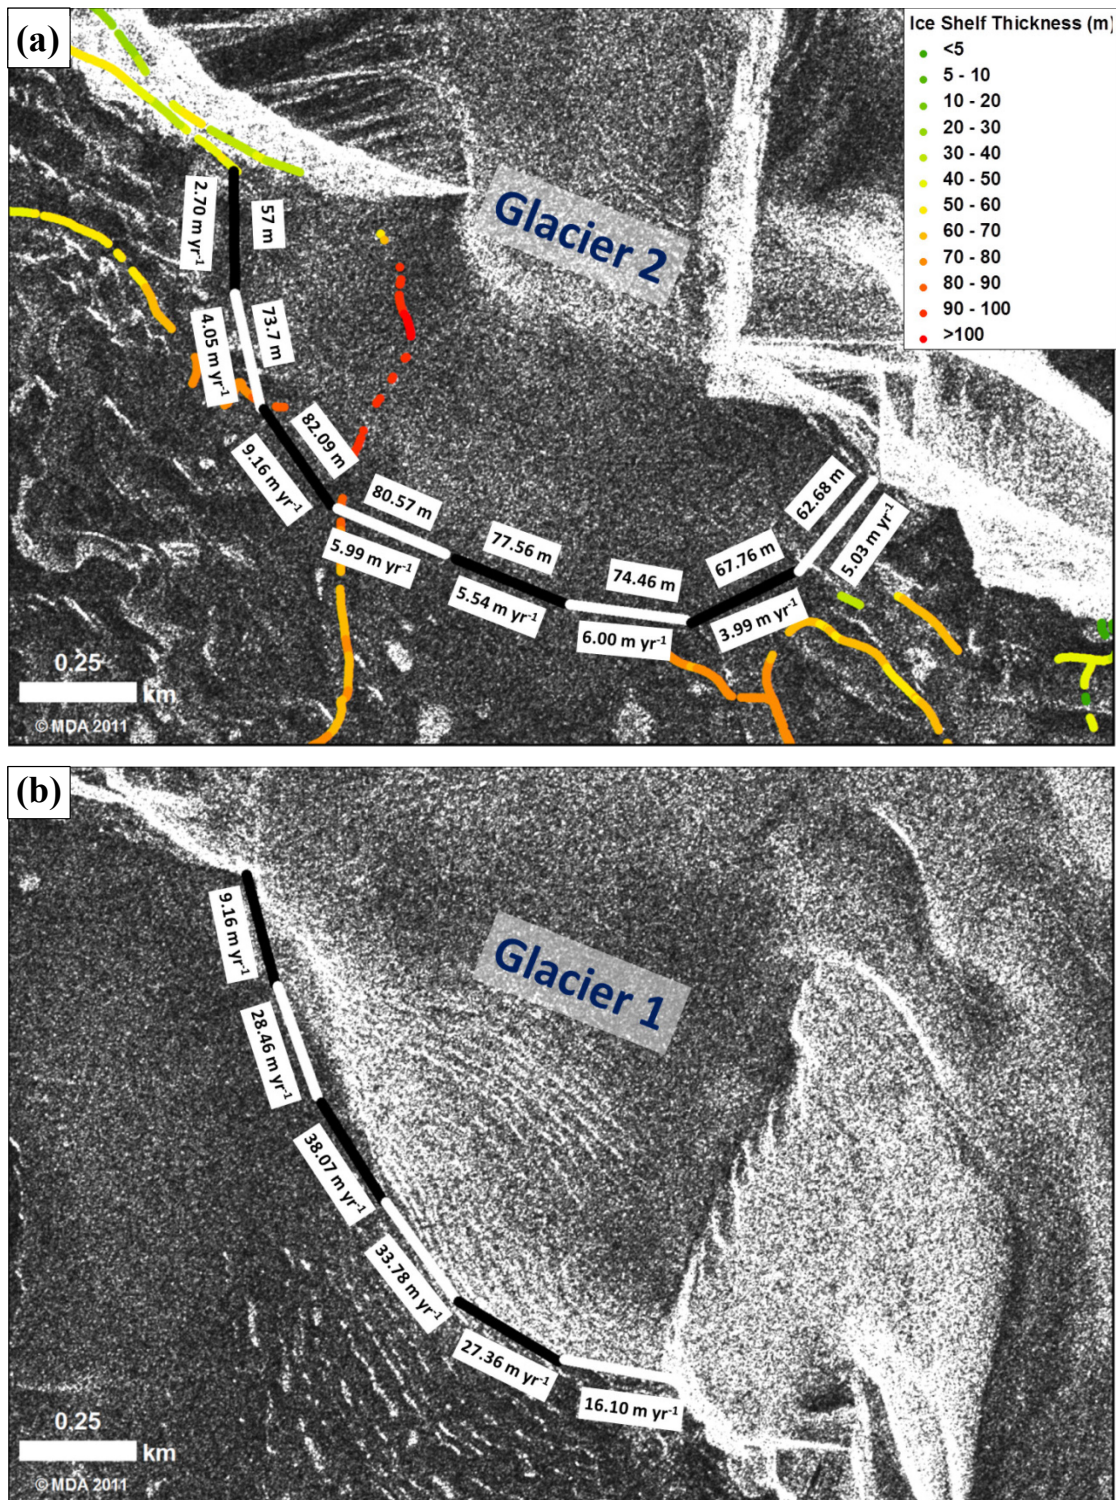 (a)
Ice Shelf Thickness (m)
<5
5 - 10
10 - 20
20 - 30
30 - 40
40 - 50
50 - 60
60 - 70
70 - 80
80 - 90
90 - 100
>100
Glacier 2
2.70 m yr⁻¹
57 m
4.05 m yr⁻¹
73.7 m
9.16 m yr⁻¹
82.09 m
5.99 m yr⁻¹
80.57 m
5.54 m yr⁻¹
77.56 m
6.00 m yr⁻¹
74.46 m
3.99 m yr⁻¹
67.76 m
5.03 m yr⁻¹
62.68 m
0.25
km
© MDA 2011
(b)
Glacier 1
9.16 m yr⁻¹
28.46 m yr⁻¹
38.07 m yr⁻¹
33.78 m yr⁻¹
27.36 m yr⁻¹
16.10 m yr⁻¹
0.25
km
© MDA 2011